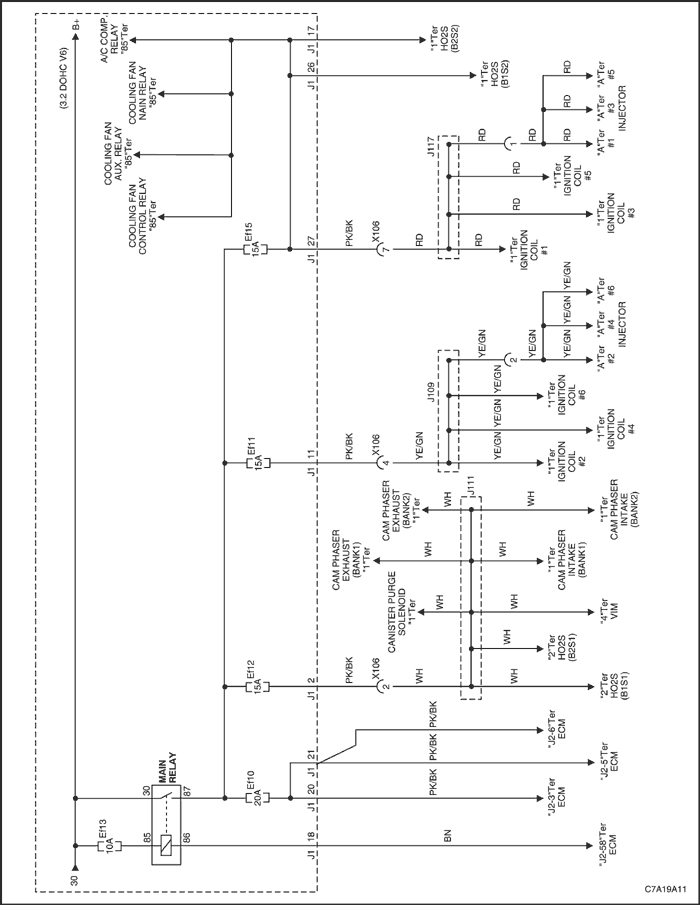 (3.2 DOHC V6)
B+
A/C COMP.
RELAY
"85"Ter
COOLING FAN
NAIN RELAY
"85"Ter
COOLING FAN
AUX. RELAY
"85"Ter
COOLING FAN
CONTROL RELAY
"85"Ter
J1 17
"1"Ter
HO2S
(B2S2)
J1 26
"1"Ter
HO2S
(B1S2)
Ef15
15A
J1 27
PK/BK
X106
7
RD
J117
RD
1
RD
"A"Ter
#5
RD
"A"Ter
#3
RD
"A"Ter
#1
INJECTOR
RD
"1"Ter
IGNITION
COIL
#5
RD
"1"Ter
IGNITION
COIL
#3
RD
"1"Ter
IGNITION
COIL
#1
Ef11
15A
J1 11
PK/BK
X106
4
YE/GN
J109
YE/GN
2
YE/GN
"A"Ter
#6
YE/GN
"A"Ter
#4
YE/GN
"A"Ter
#2
INJECTOR
YE/GN
"1"Ter
IGNITION
COIL
#6
YE/GN
"1"Ter
IGNITION
COIL
#4
YE/GN
"1"Ter
IGNITION
COIL
#2
Ef12
15A
J1 2
PK/BK
X106
2
WH
J111
CAM PHASER
EXHAUST
(BANK2)
"1"Ter
WH
WH
"1"Ter
CAM PHASER
INTAKE
(BANK2)
CAM PHASER
EXHAUST
(BANK1)
"1"Ter
WH
WH
"1"Ter
CAM PHASER
INTAKE
(BANK1)
CANISTER PURGE
SOLENOID
"1"Ter
WH
WH
"4"Ter
VIM
WH
"2"Ter
HO2S
(B2S1)
WH
"2"Ter
HO2S
(B1S1)
MAIN
RELAY
30
87
85
86
Ef10
20A
J1 21
PK/BK
"J2-6"Ter
ECM
PK/BK
"J2-5"Ter
ECM
J1 20
PK/BK
"J2-3"Ter
ECM
30
Ef13
10A
J1 18
BN
"J2-58"Ter
ECM
C7A19A11